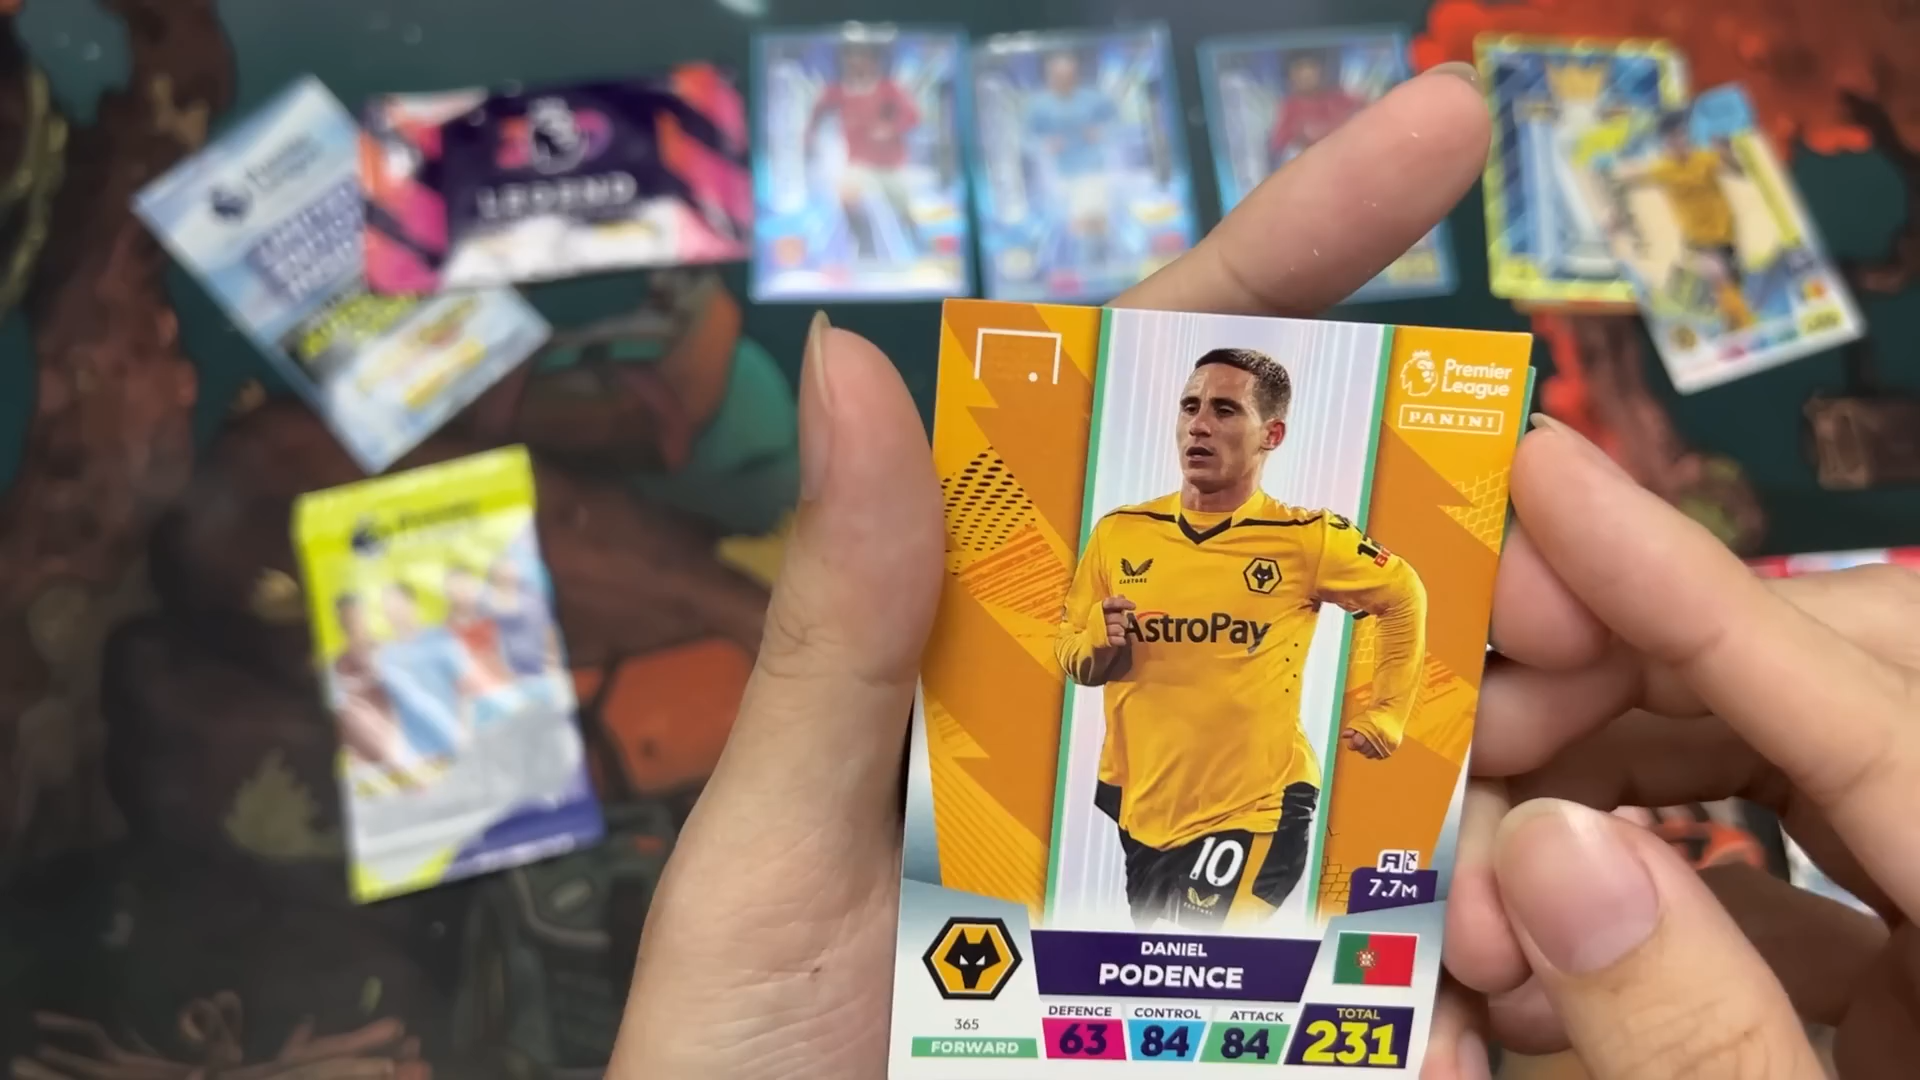 LEGEND
Premier
League
PANINI
CASTORE
AstroPay
10
7.7M
DANIEL
PODENCE
365
FORWARD
DEFENCE
63
CONTROL
84
ATTACK
84
TOTAL
231